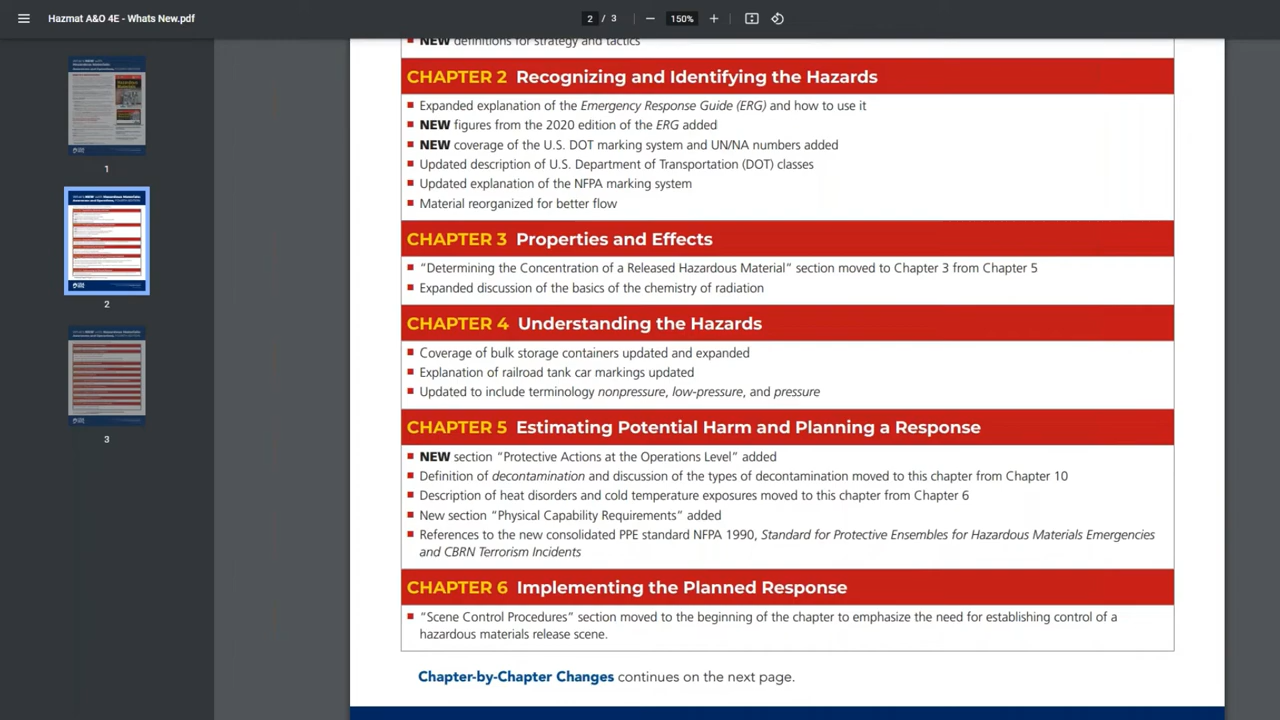 Hazmat A&O 4E - Whats New.pdf
2 / 3
150%
1
2
3
NEW definitions for strategy and tactics
CHAPTER 2 Recognizing and Identifying the Hazards
Expanded explanation of the Emergency Response Guide (ERG) and how to use it
NEW figures from the 2020 edition of the ERG added
NEW coverage of the U.S. DOT marking system and UN/NA numbers added
Updated description of U.S. Department of Transportation (DOT) classes
Updated explanation of the NFPA marking system
Material reorganized for better flow
CHAPTER 3 Properties and Effects
“Determining the Concentration of a Released Hazardous Material” section moved to Chapter 3 from Chapter 5
Expanded discussion of the basics of the chemistry of radiation
CHAPTER 4 Understanding the Hazards
Coverage of bulk storage containers updated and expanded
Explanation of railroad tank car markings updated
Updated to include terminology nonpressure, low-pressure, and pressure
CHAPTER 5 Estimating Potential Harm and Planning a Response
NEW section “Protective Actions at the Operations Level” added
Definition of decontamination and discussion of the types of decontamination moved to this chapter from Chapter 10
Description of heat disorders and cold temperature exposures moved to this chapter from Chapter 6
New section “Physical Capability Requirements” added
References to the new consolidated PPE standard NFPA 1990, Standard for Protective Ensembles for Hazardous Materials Emergencies
and CBRN Terrorism Incidents
CHAPTER 6 Implementing the Planned Response
“Scene Control Procedures” section moved to the beginning of the chapter to emphasize the need for establishing control of a
hazardous materials release scene.
Chapter-by-Chapter Changes continues on the next page.